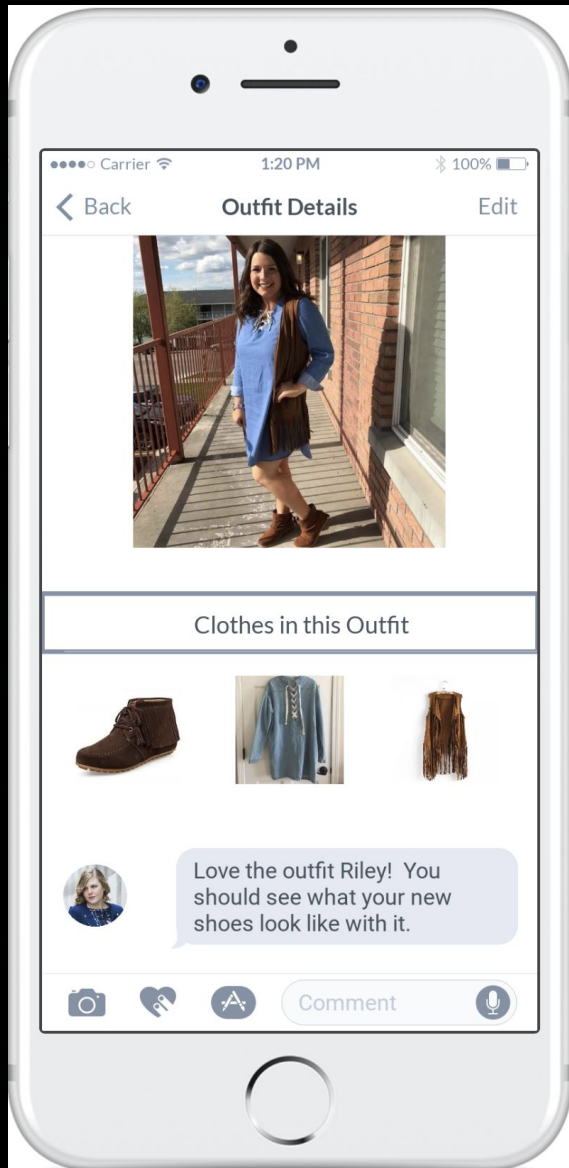 Carrier 1:20 PM 100%
Back Outfit Details Edit
Clothes in this Outfit
Love the outfit Riley!  You
should see what your new
shoes look like with it.
Comment